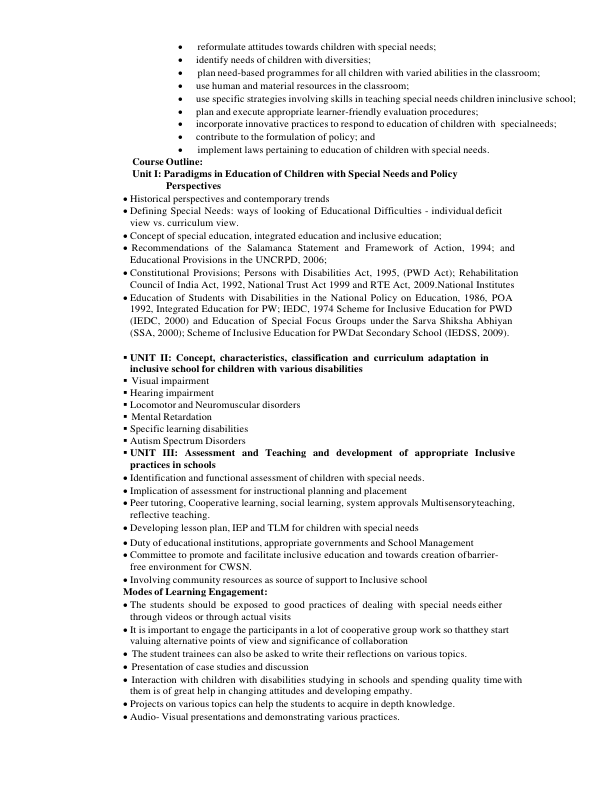 • reformulate attitudes towards children with special needs;
• identify needs of children with diversities;
• plan need-based programmes for all children with varied abilities in the classroom;
• use human and material resources in the classroom;
• use specific strategies involving skills in teaching special needs children ininclusive school;
• plan and execute appropriate learner-friendly evaluation procedures;
• incorporate innovative practices to respond to education of children with specialneeds;
• contribute to the formulation of policy; and
• implement laws pertaining to education of children with special needs.
Course Outline:
Unit I: Paradigms in Education of Children with Special Needs and Policy
Perspectives
• Historical perspectives and contemporary trends
• Defining Special Needs: ways of looking of Educational Difficulties - individual deficit
view vs. curriculum view.
• Concept of special education, integrated education and inclusive education;
• Recommendations of the Salamanca Statement and Framework of Action, 1994; and
Educational Provisions in the UNCRPD, 2006;
• Constitutional Provisions; Persons with Disabilities Act, 1995, (PWD Act); Rehabilitation
Council of India Act, 1992, National Trust Act 1999 and RTE Act, 2009.National Institutes
• Education of Students with Disabilities in the National Policy on Education, 1986, POA
1992, Integrated Education for PW; IEDC, 1974 Scheme for Inclusive Education for PWD
(IEDC, 2000) and Education of Special Focus Groups under the Sarva Shiksha Abhiyan
(SSA, 2000); Scheme of Inclusive Education for PWDat Secondary School (IEDSS, 2009).
▪ UNIT II: Concept, characteristics, classification and curriculum adaptation in
inclusive school for children with various disabilities
▪ Visual impairment
▪ Hearing impairment
▪ Locomotor and Neuromuscular disorders
▪ Mental Retardation
▪ Specific learning disabilities
▪ Autism Spectrum Disorders
▪ UNIT III: Assessment and Teaching and development of appropriate Inclusive
practices in schools
• Identification and functional assessment of children with special needs.
• Implication of assessment for instructional planning and placement
• Peer tutoring, Cooperative learning, social learning, system approvals Multisensoryteaching,
reflective teaching.
• Developing lesson plan, IEP and TLM for children with special needs
• Duty of educational institutions, appropriate governments and School Management
• Committee to promote and facilitate inclusive education and towards creation ofbarrier-
free environment for CWSN.
• Involving community resources as source of support to Inclusive school
Modes of Learning Engagement:
• The students should be exposed to good practices of dealing with special needs either
through videos or through actual visits
• It is important to engage the participants in a lot of cooperative group work so thatthey start
valuing alternative points of view and significance of collaboration
• The student trainees can also be asked to write their reflections on various topics.
• Presentation of case studies and discussion
• Interaction with children with disabilities studying in schools and spending quality time with
them is of great help in changing attitudes and developing empathy.
• Projects on various topics can help the students to acquire in depth knowledge.
• Audio- Visual presentations and demonstrating various practices.